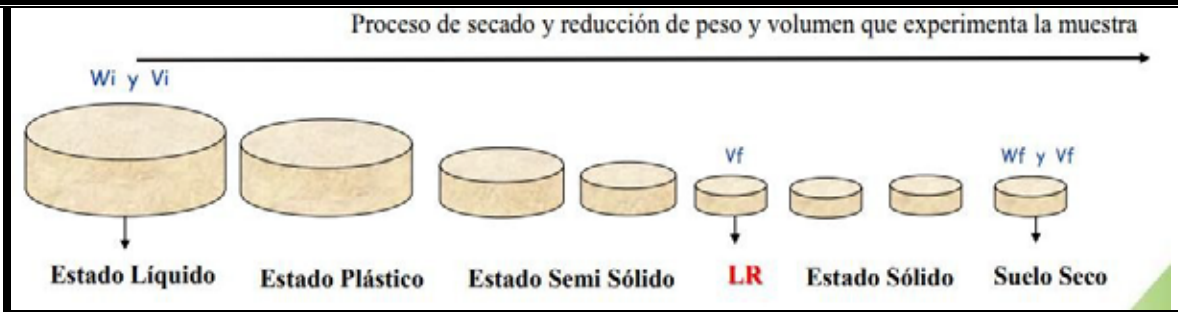 Proceso de secado y reducción de peso y volumen que experimenta la muestra
Wi y Vi
Vf
Wf y Vf
Estado Líquido
Estado Plástico
Estado Semi Sólido
LR
Estado Sólido
Suelo Seco